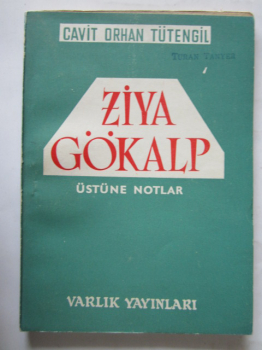 CAVİT ORHAN TÜTENGİL
ZİYA
GÖKALP
ÜSTÜNE NOTLAR
VARLIK YAYINLARI